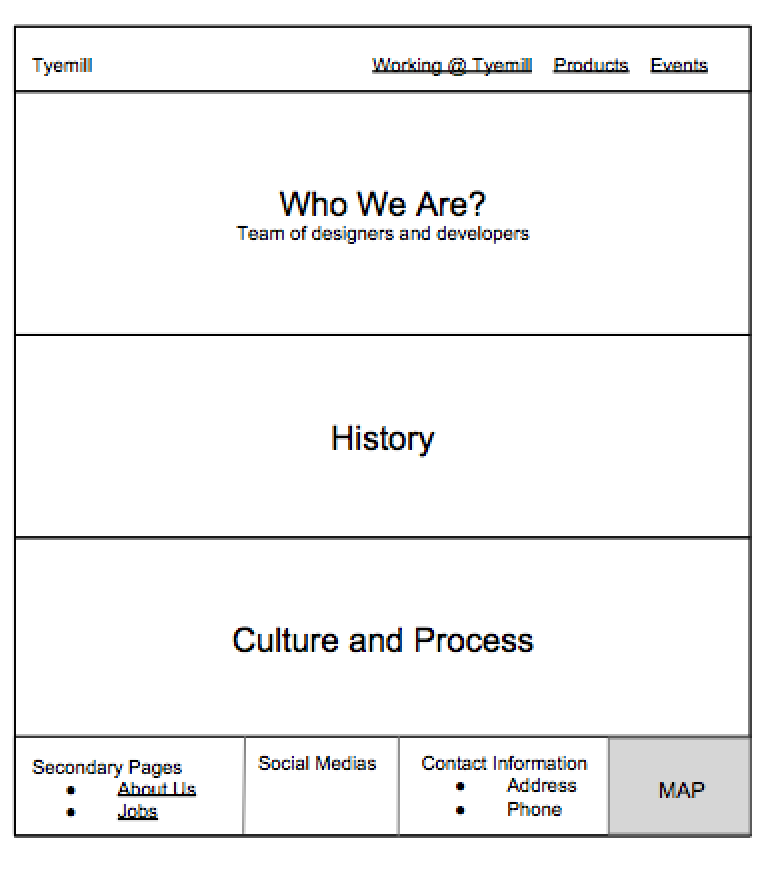 Tyemill Working @ Tyemill Products Events
Who We Are?
Team of designers and developers
History
Culture and Process
Secondary Pages
● About Us
● Jobs
Social Medias
Contact Information
● Address
● Phone
MAP